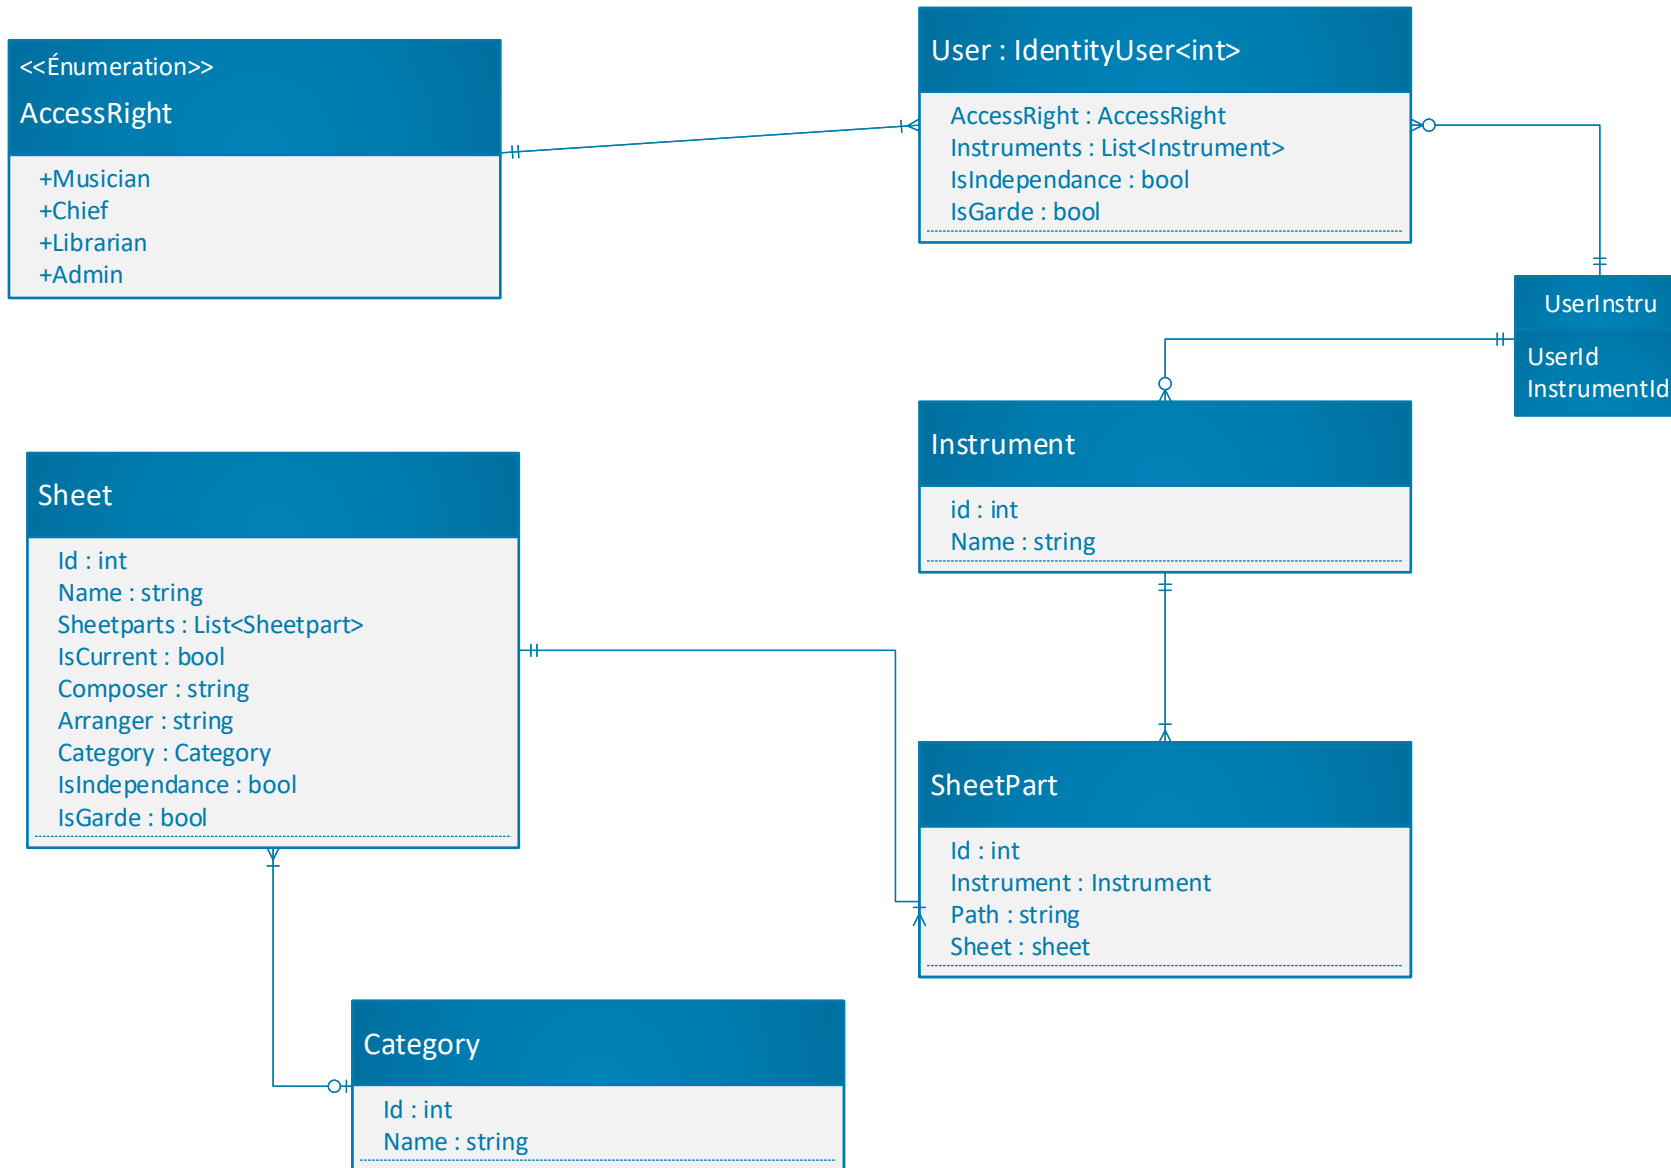 <<Énumeration>>
AccessRight
+Musician
+Chief
+Librarian
+Admin
User : IdentityUser<int>
AccessRight : AccessRight
Instruments : List<Instrument>
IsIndependance : bool
IsGarde : bool
UserInstru
UserId
InstrumentId
Instrument
id : int
Name : string
Sheet
Id : int
Name : string
Sheetparts : List<Sheetpart>
IsCurrent : bool
Composer : string
Arranger : string
Category : Category
IsIndependance : bool
IsGarde : bool
SheetPart
Id : int
Instrument : Instrument
Path : string
Sheet : sheet
Category
Id : int
Name : string